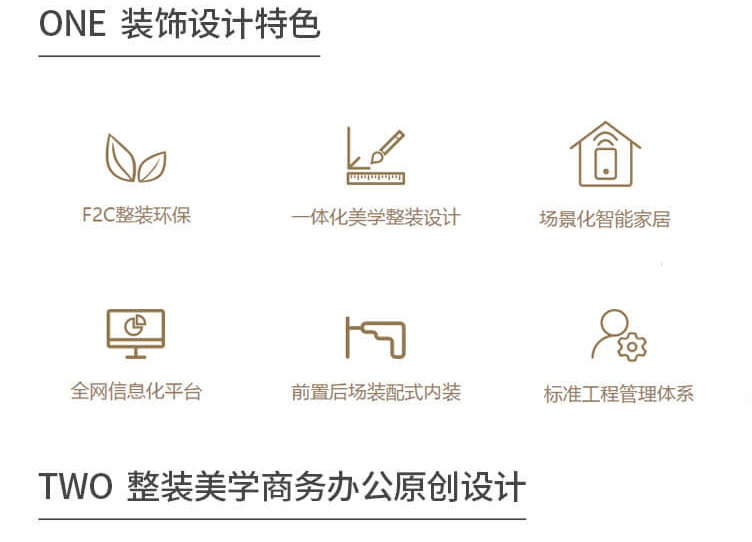 ONE 装饰设计特色
F2C整装环保
一体化美学整装设计
场景化智能家居
全网信息化平台
前置后场装配式内装
标准工程管理体系
TWO 整装美学商务办公原创设计